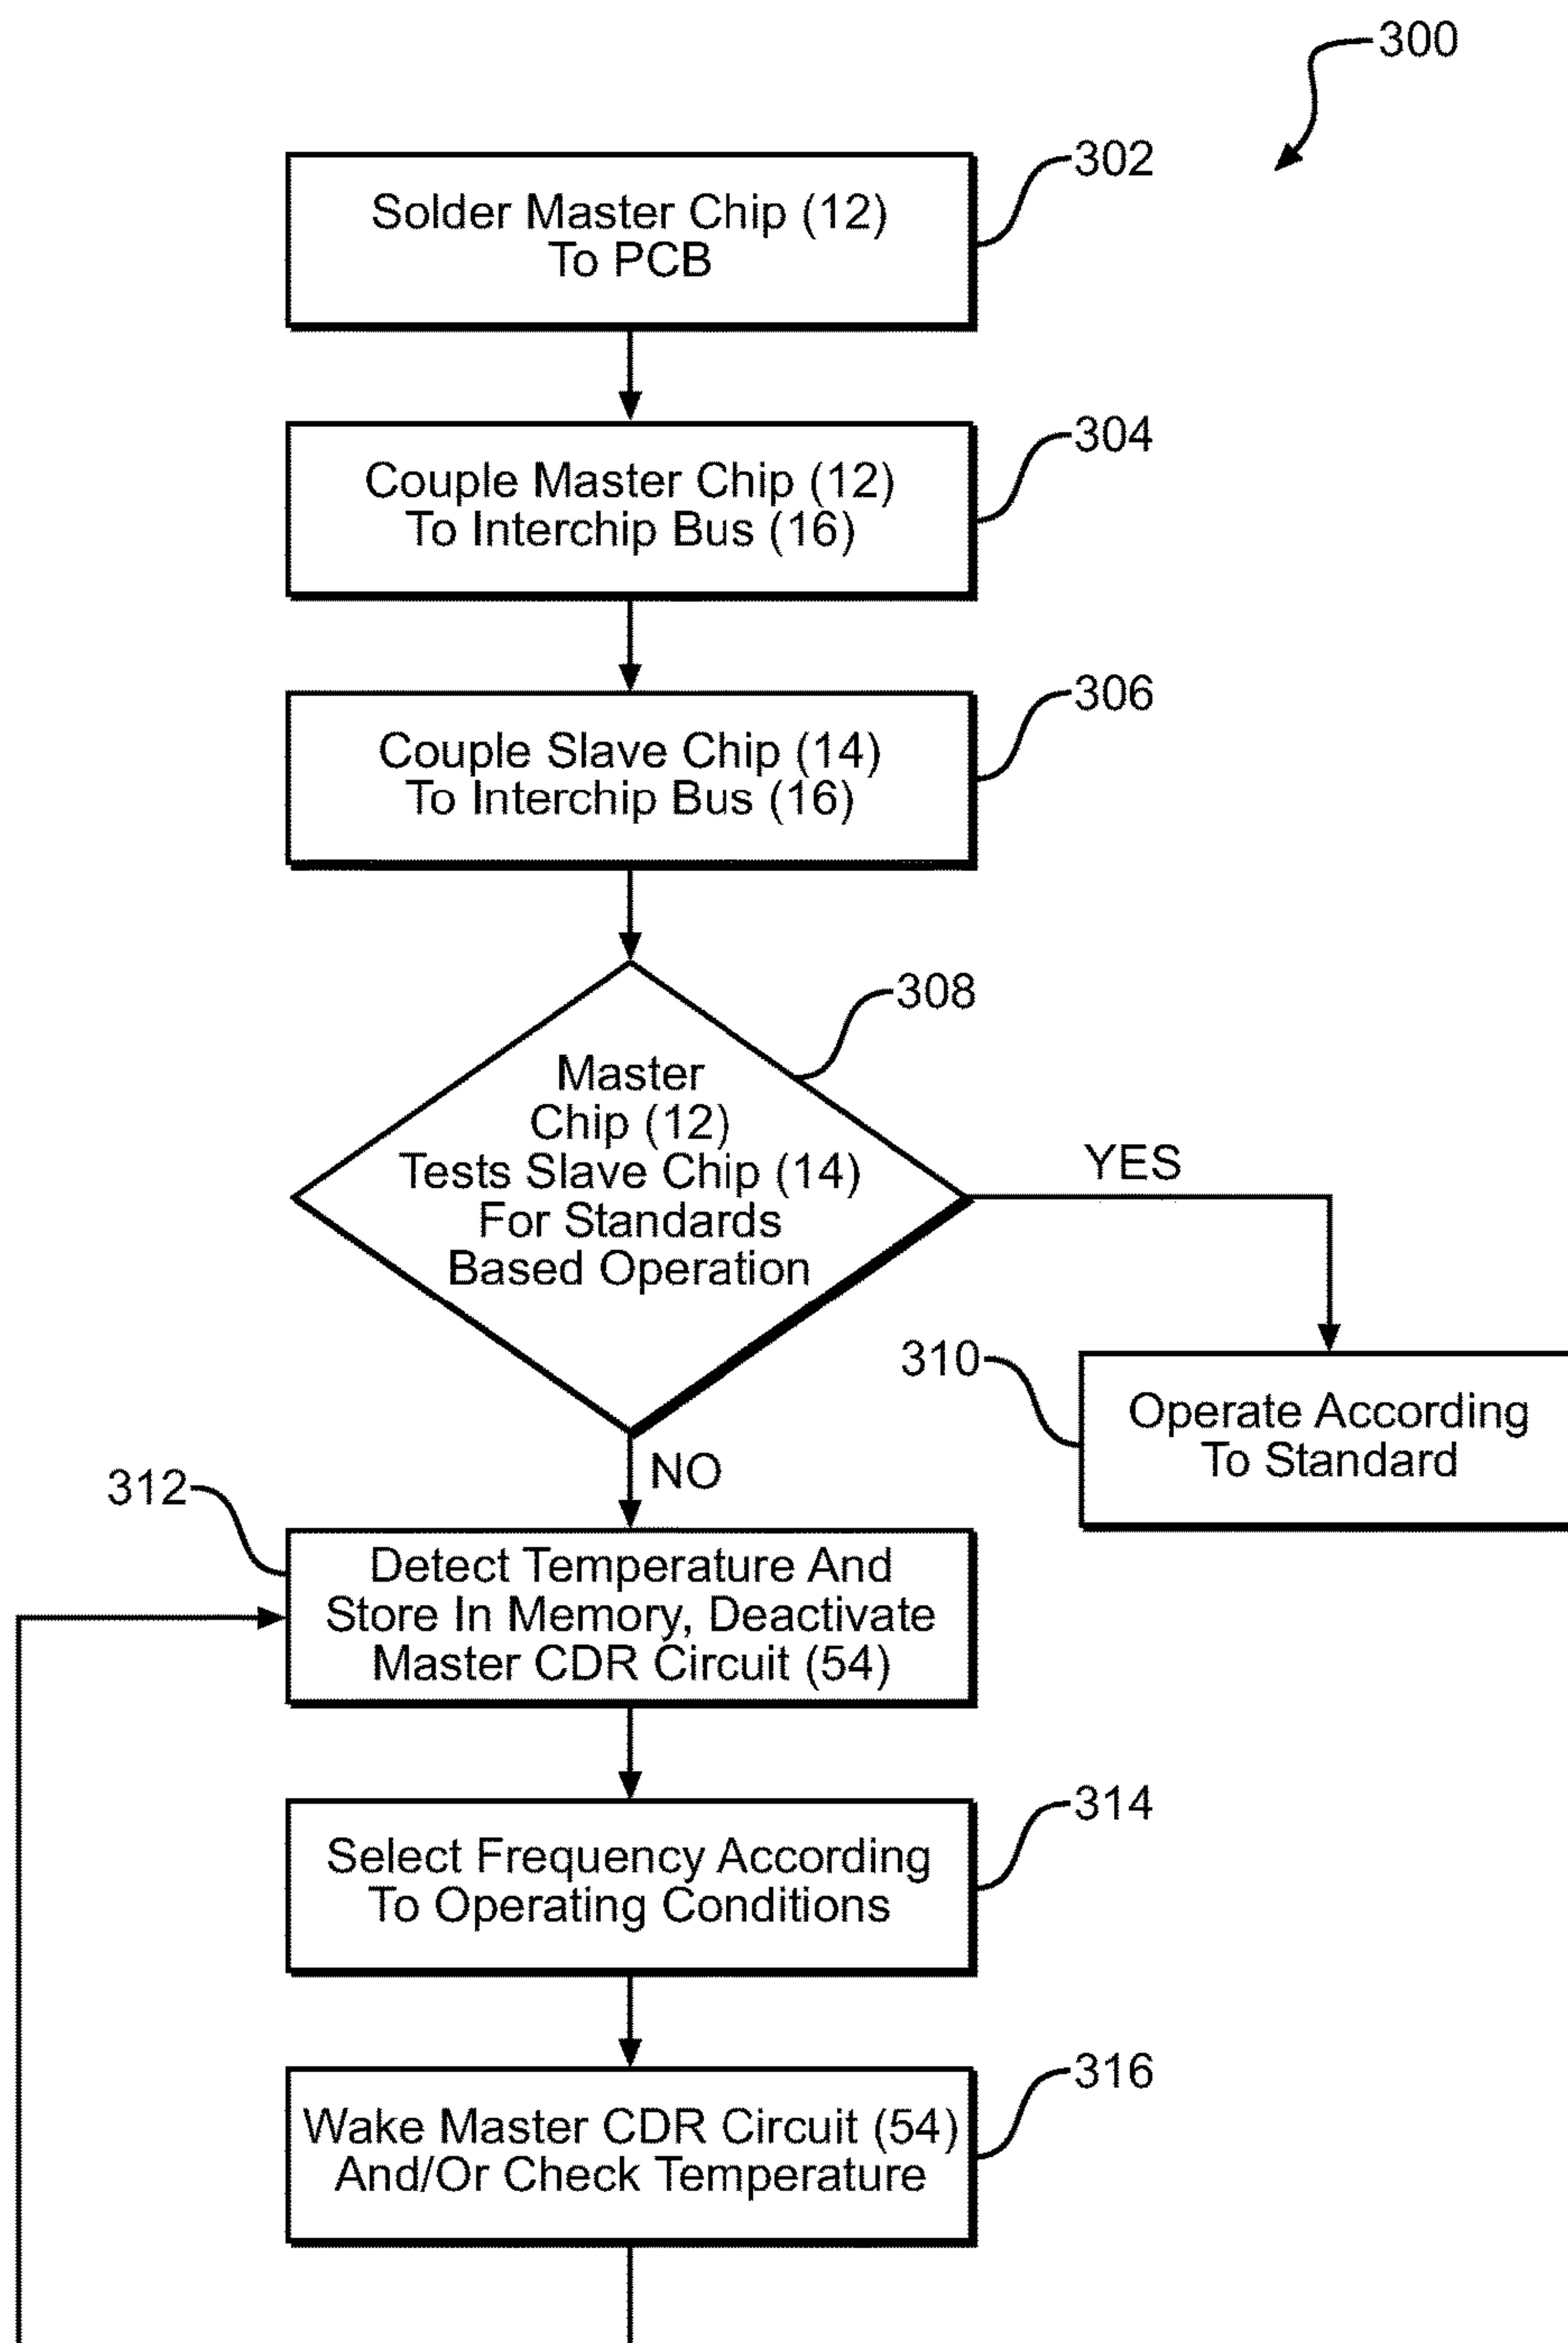 300
302
Solder Master Chip (12)
To PCB
304
Couple Master Chip (12)
To Interchip Bus (16)
306
Couple Slave Chip (14)
To Interchip Bus (16)
308
Master
Chip (12)
Tests Slave Chip (14)
For Standards
Based Operation
YES
310
Operate According
To Standard
NO
312
Detect Temperature And
Store In Memory, Deactivate
Master CDR Circuit (54)
314
Select Frequency According
To Operating Conditions
316
Wake Master CDR Circuit (54)
And/Or Check Temperature